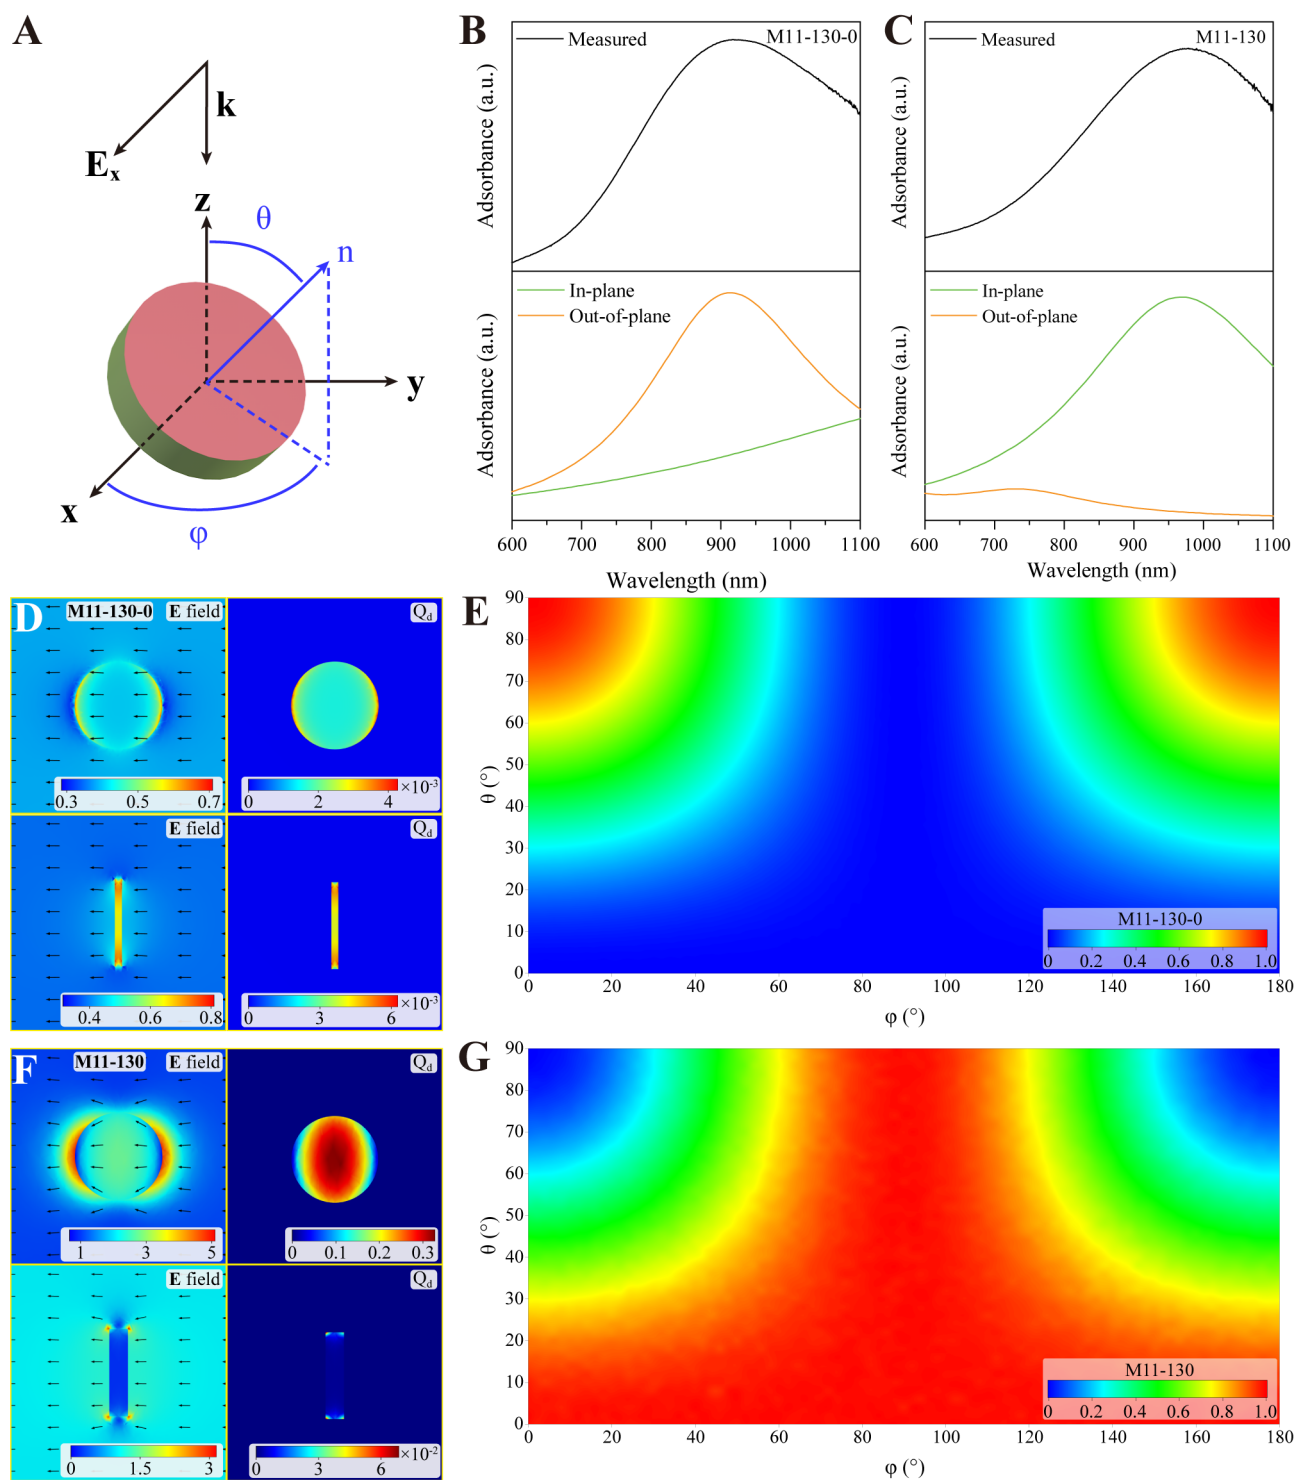 A
k
Eₓ
z
θ
n
y
x
φ
B
Measured
M11-130-0
Adsorbance (a.u.)
In-plane
Out-of-plane
Adsorbance (a.u.)
600 700 800 900 1000 1100
Wavelength (nm)
C
Measured
M11-130
Adsorbance (a.u.)
In-plane
Out-of-plane
Adsorbance (a.u.)
600 700 800 900 1000 1100
D
M11-130-0 E field
0.3 0.5 0.7
Q_d
×10⁻³
0 2 4
E field
0.4 0.6 0.8
Q_d
×10⁻³
0 3 6
E
90
80
70
60
50
40
30
20
10
0
θ (°)
M11-130-0
0 0.2 0.4 0.6 0.8 1.0
0 20 40 60 80 100 120 140 160 180
φ (°)
F
M11-130 E field
1 3 5
Q_d
0 0.1 0.2 0.3
E field
0 1.5 3
Q_d
×10⁻²
0 3 6
G
90
80
70
60
50
40
30
20
10
0
θ (°)
M11-130
0 0.2 0.4 0.6 0.8 1.0
0 20 40 60 80 100 120 140 160 180
φ (°)